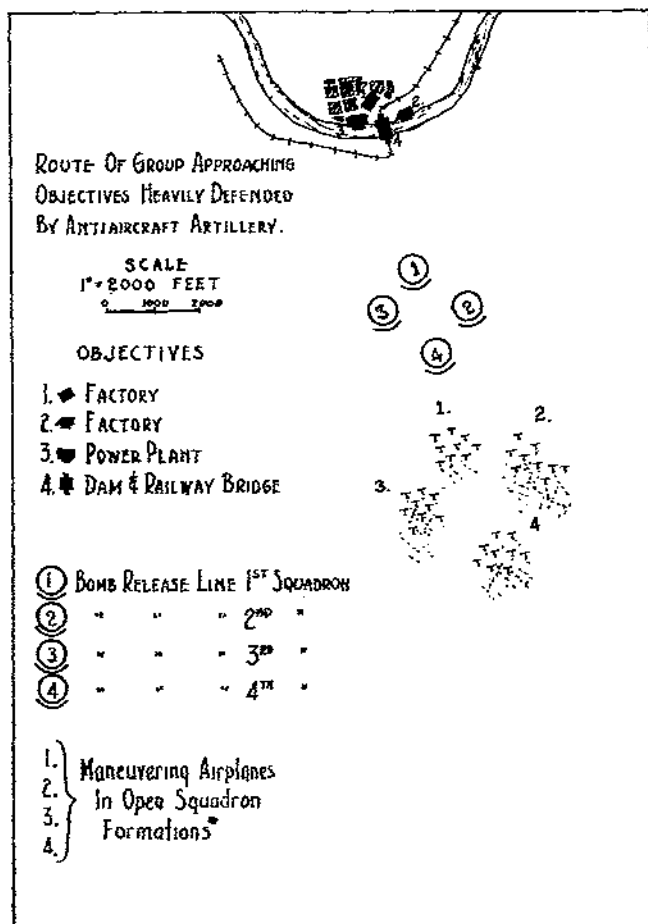 2
3
4
ROUTE OF GROUP APPROACHING
OBJECTIVES HEAVILY DEFENDED
BY ANTIAIRCRAFT ARTILLERY.
SCALE
1"=2000 FEET
0 1000 2000
1
3 2
4
OBJECTIVES
1. FACTORY
2. FACTORY
3. POWER PLANT
4. DAM & RAILWAY BRIDGE
1.
2.
3.
4
1 BOMB RELEASE LINE 1ST SQUADRON
2 " " " 2ND "
3 " " " 3RD "
4 " " " 4TH "
1.
2.
3.
4.
Maneuvering Airplanes
In Open Squadron
Formations*